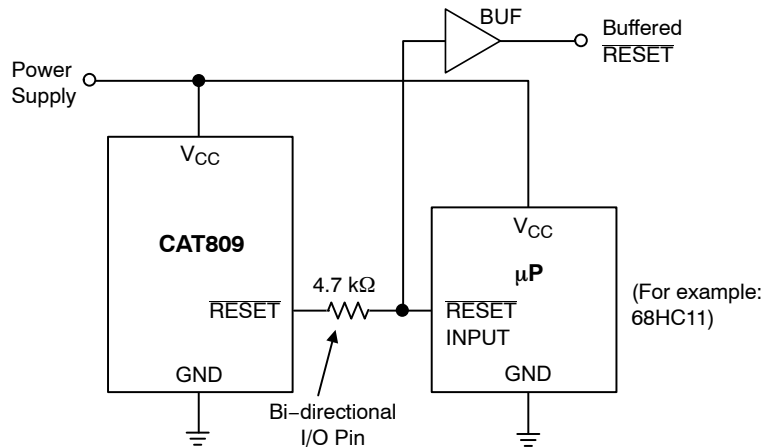 BUF
Buffered
RESET
Power
Supply
VCC
CAT809
VCC
μP
4.7 kΩ
RESET
RESET
INPUT
(For example:
68HC11)
GND
GND
Bi−directional
I/O Pin